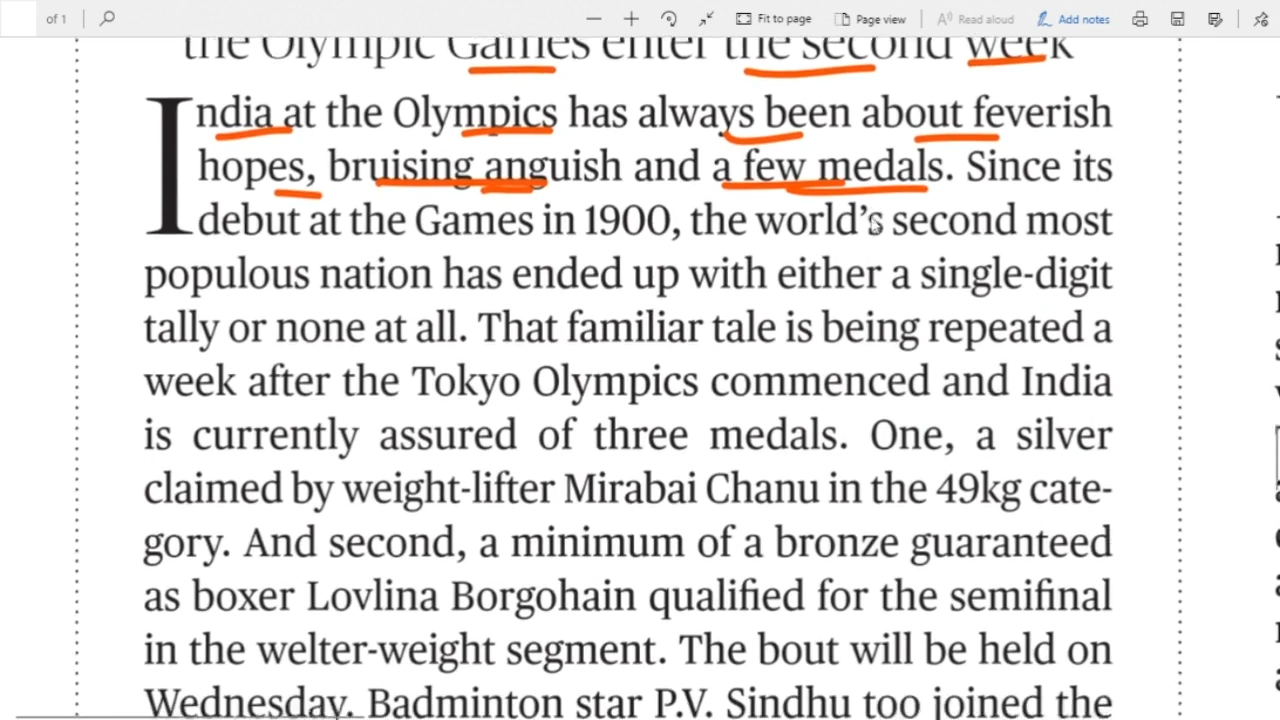 of 1
Fit to page
Page view
Read aloud
Add notes
the Olympic Games enter the second week
India at the Olympics has always been about feverish
hopes, bruising anguish and a few medals. Since its
debut at the Games in 1900, the world's second most
populous nation has ended up with either a single-digit
tally or none at all. That familiar tale is being repeated a
week after the Tokyo Olympics commenced and India
is currently assured of three medals. One, a silver
claimed by weight-lifter Mirabai Chanu in the 49kg cate-
gory. And second, a minimum of a bronze guaranteed
as boxer Lovlina Borgohain qualified for the semifinal
in the welter-weight segment. The bout will be held on
Wednesday. Badminton star P.V. Sindhu too joined the